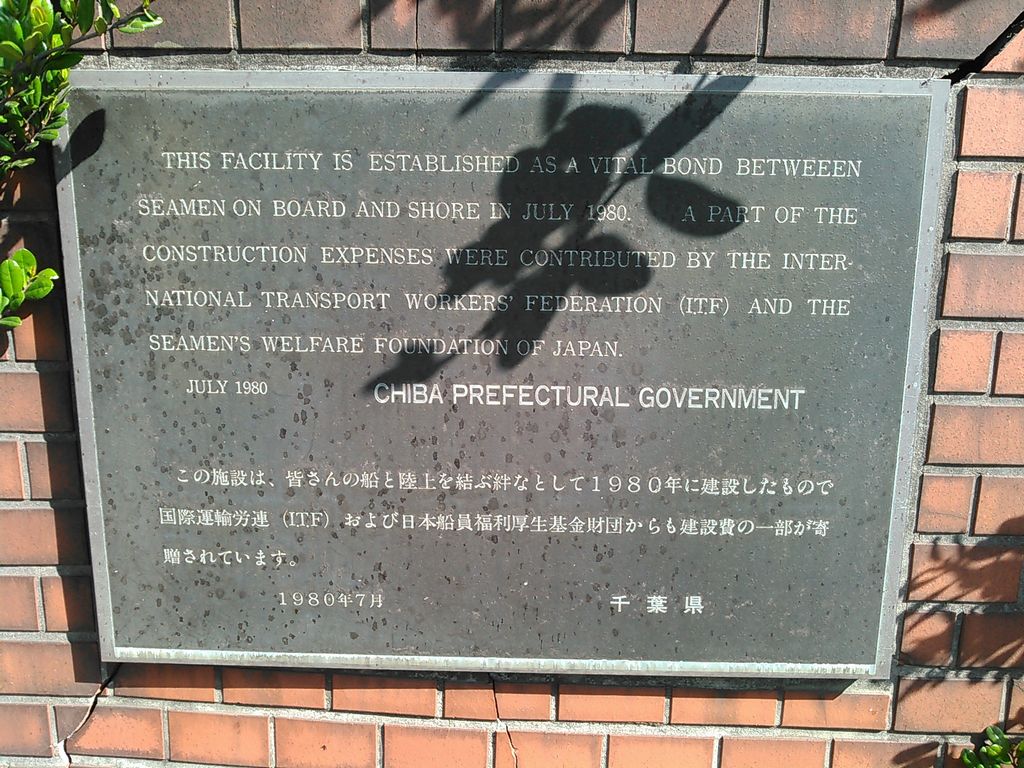 THIS FACILITY IS ESTABLISHED AS A VITAL BOND BETWEEEN
SEAMEN ON BOARD AND SHORE IN JULY 1980. A PART OF THE
CONSTRUCTION EXPENSES WERE CONTRIBUTED BY THE INTER-
NATIONAL TRANSPORT WORKERS' FEDERATION (I.T.F) AND THE
SEAMEN'S WELFARE FOUNDATION OF JAPAN.
JULY 1980 CHIBA PREFECTURAL GOVERNMENT
この施設は、皆さんの船と陸上を結ぶ絆なとして1980年に建設したもので
国際運輸労連(I.T.F)および日本船員福利厚生基金財団からも建設費の一部が寄
贈されています。
1980年7月 千葉県